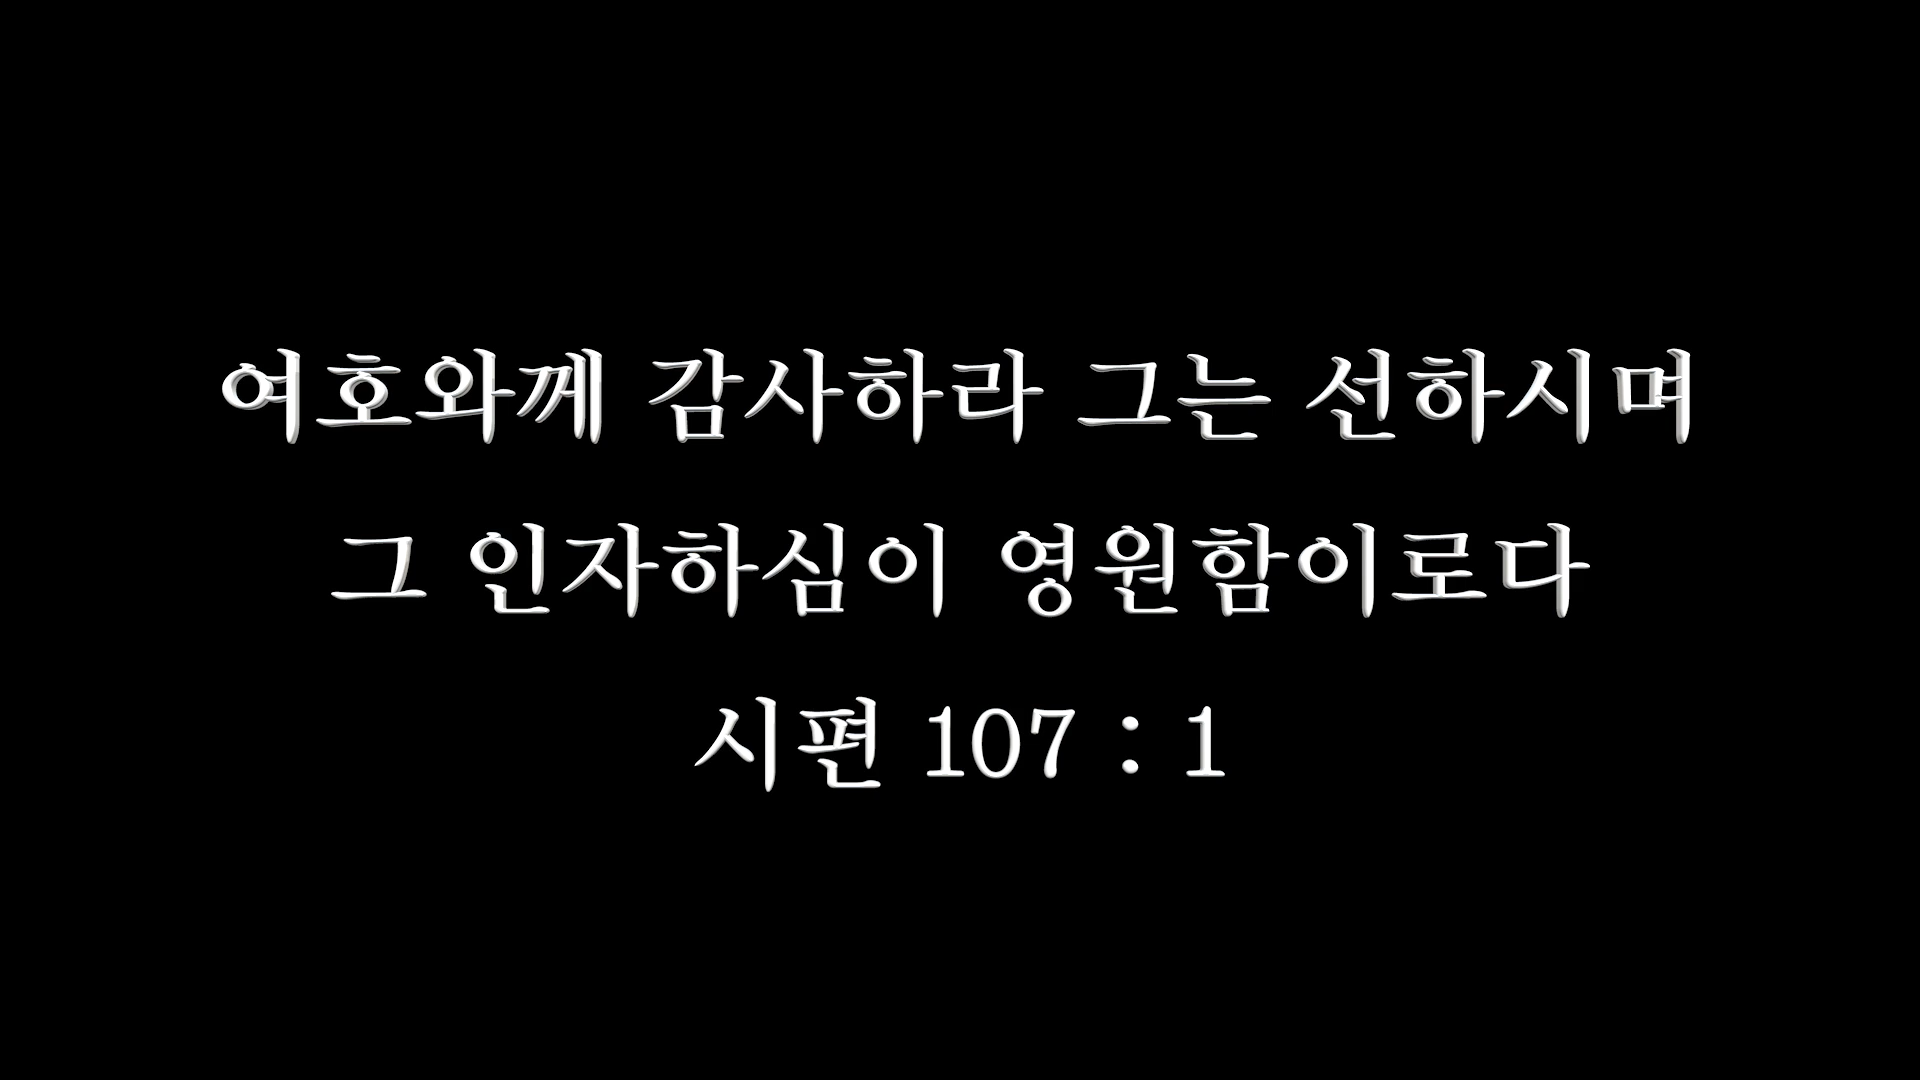 여호와께 감사하라 그는 선하시며
그 인자하심이 영원함이로다
시편 107 : 1